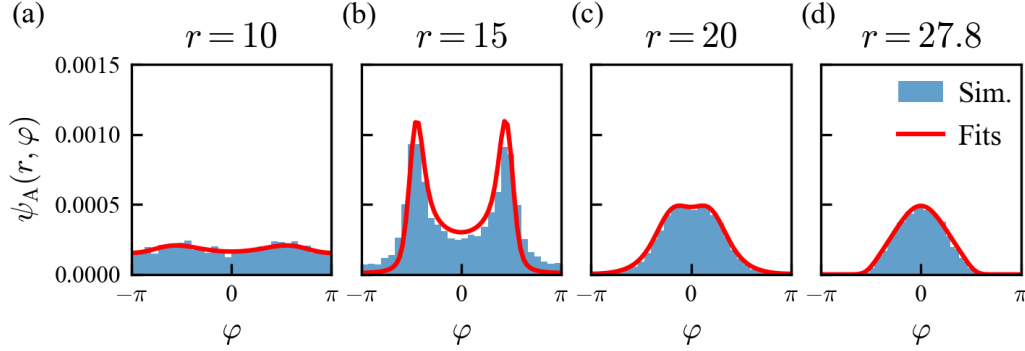 (a) (b) (c) (d)
r = 10 r = 15 r = 20 r = 27.8
0.0015
0.0010
0.0005
0.0000
ψ_A(r, φ)
Sim.
Fits
−π 0 π −π 0 π −π 0 π −π 0 π
φ φ φ φ